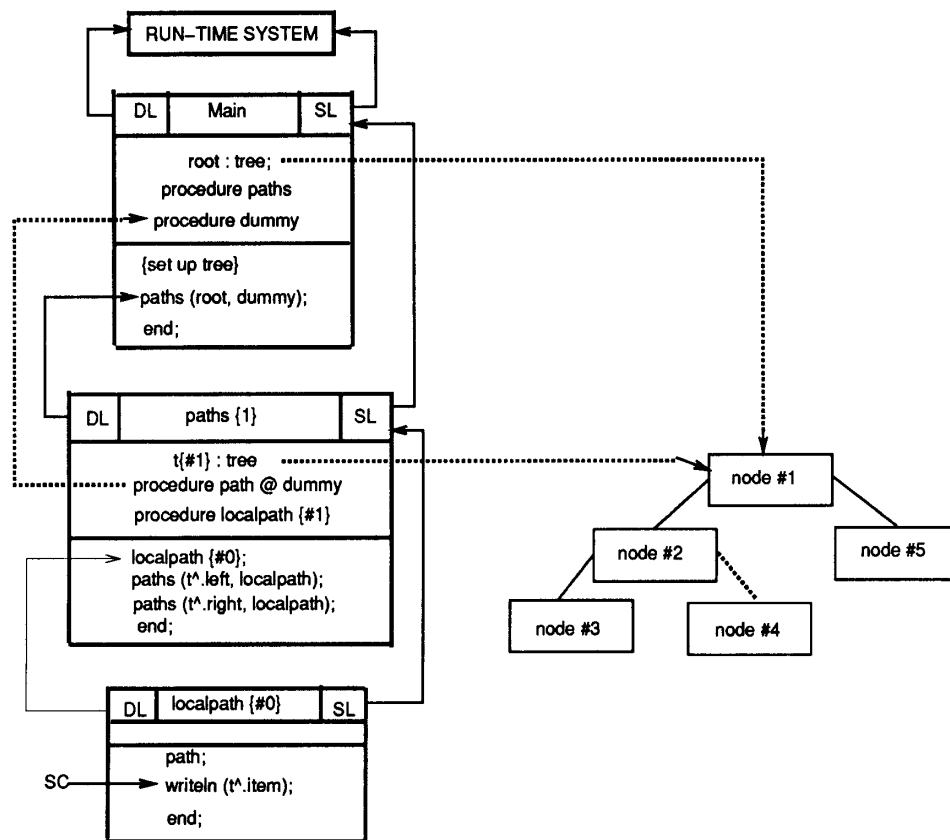 RUN–TIME SYSTEM
DL Main SL
root : tree;
procedure paths
procedure dummy
{set up tree}
paths (root, dummy);
end;
DL paths {1} SL
t{#1} : tree
procedure path @ dummy
procedure localpath {#1}
localpath {#0};
paths (t^.left, localpath);
paths (t^.right, localpath);
end;
DL localpath {#0} SL
path;
SC writeln (t^.item);
end;
node #1
node #2
node #5
node #3
node #4